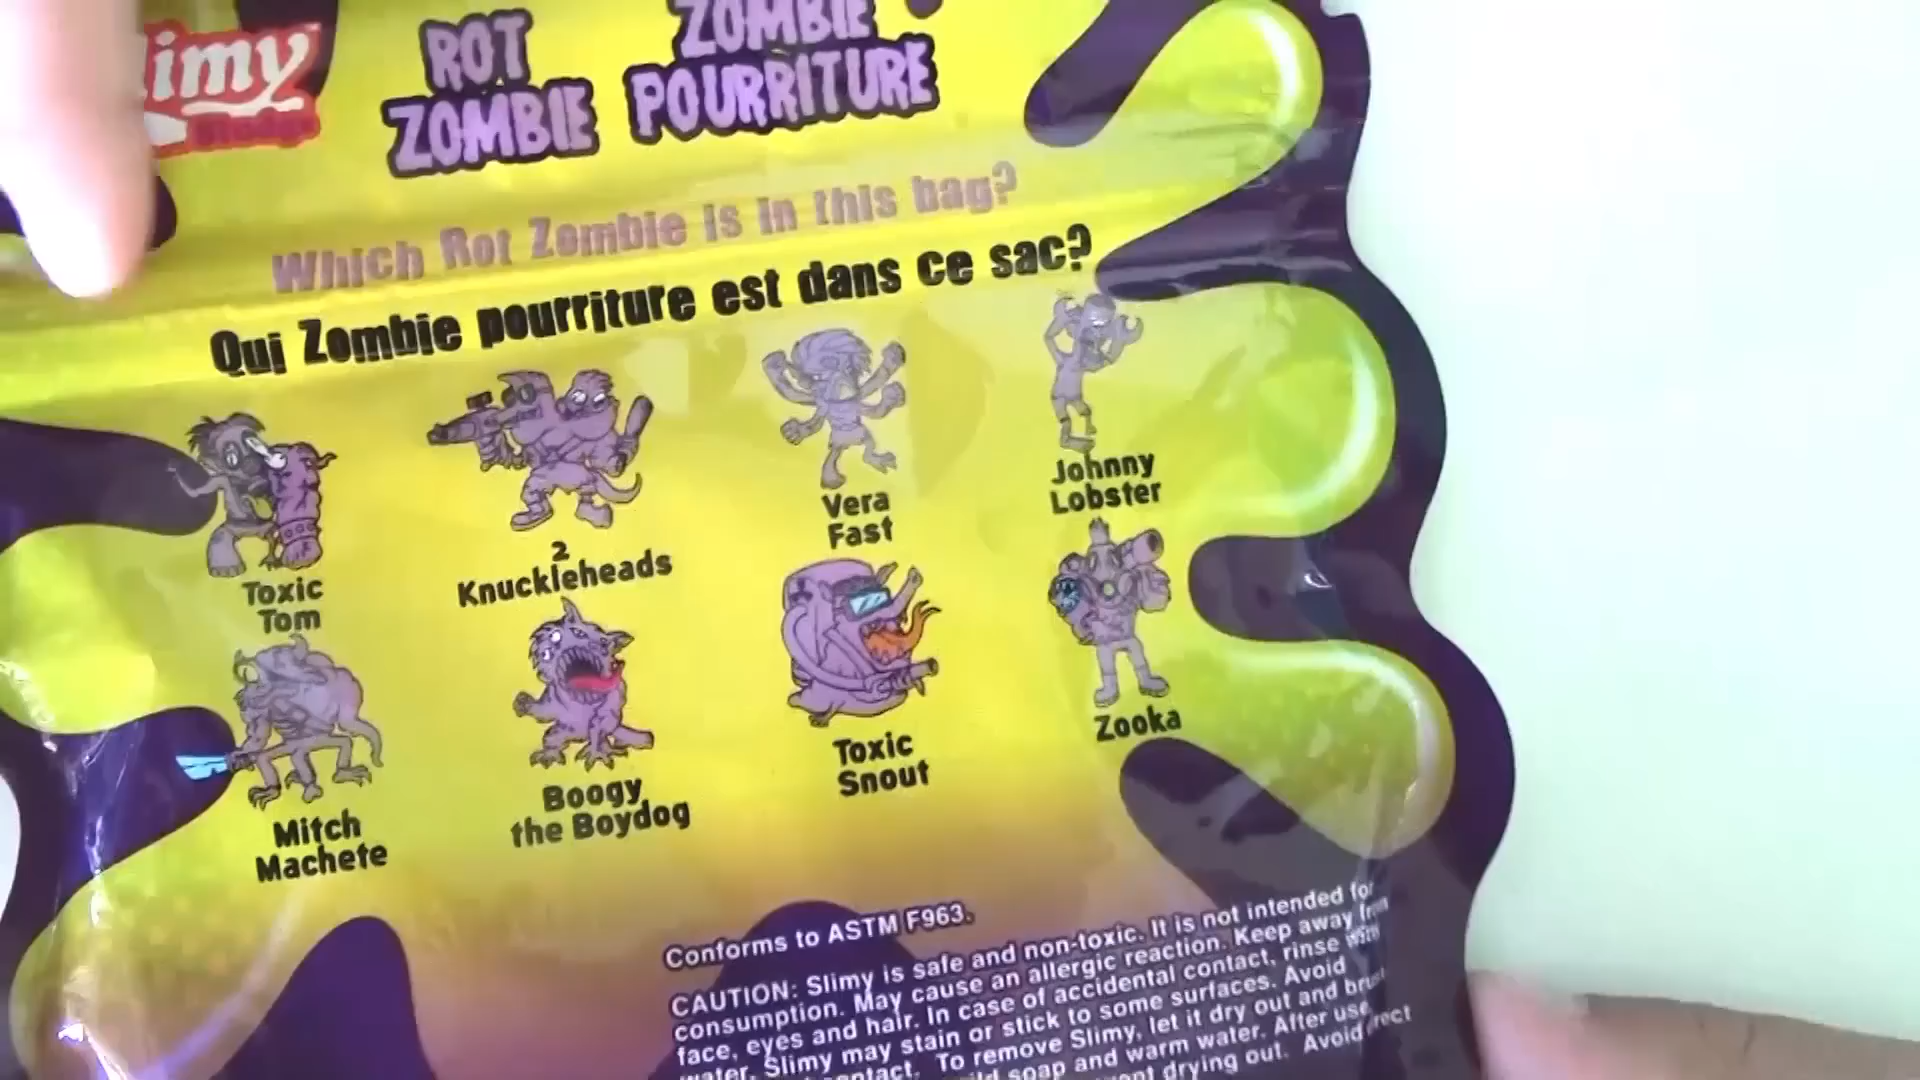 limy
Sludge
ROT
ZOMBIE
ZOMBIE
POURRITURE
Which Rot Zombie is in this bag?
Qui Zombie pourriture est dans ce sac?
Toxic
Tom
2
Knuckleheads
Vera
Fast
Johnny
Lobster
Mitch
Machete
Boogy
the Boydog
Toxic
Snout
Zooka
Conforms to ASTM F963.
CAUTION: Slimy is safe and non-toxic. It is not intended for
consumption. May cause an allergic reaction. Keep away from
face, eyes and hair. In case of accidental contact, rinse with
water. Slimy may stain or stick to some surfaces. Avoid
contact. To remove Slimy, let it dry out and brush
soap and warm water. After use
drying out. Avoid